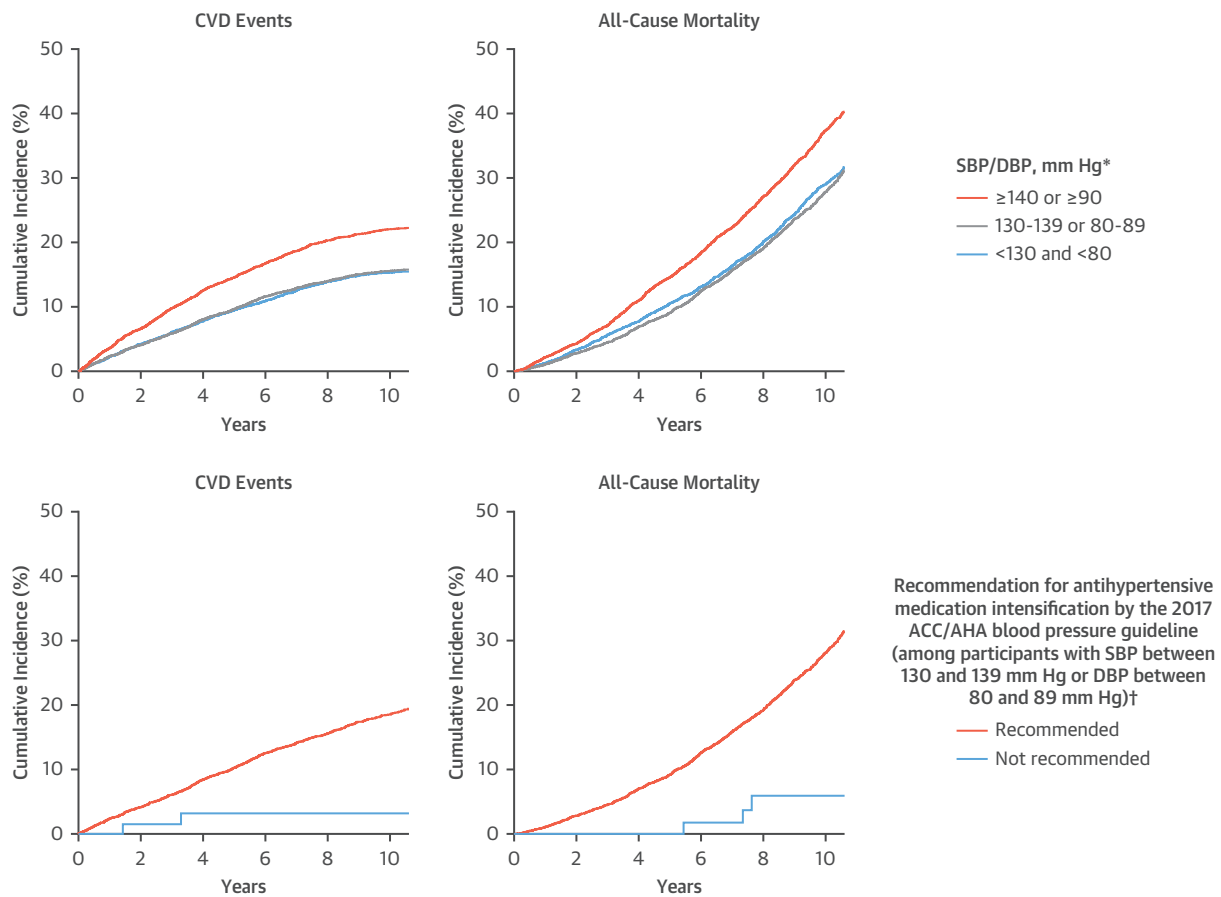 CVD Events
50
40
30
20
10
0
Cumulative Incidence (%)
0 2 4 6 8 10
Years
All-Cause Mortality
50
40
30
20
10
0
Cumulative Incidence (%)
0 2 4 6 8 10
Years
SBP/DBP, mm Hg*
≥140 or ≥90
130-139 or 80-89
<130 and <80
CVD Events
50
40
30
20
10
0
Cumulative Incidence (%)
0 2 4 6 8 10
Years
All-Cause Mortality
50
40
30
20
10
0
Cumulative Incidence (%)
0 2 4 6 8 10
Years
Recommendation for antihypertensive
medication intensification by the 2017
ACC/AHA blood pressure guideline
(among participants with SBP between
130 and 139 mm Hg or DBP between
80 and 89 mm Hg)†
Recommended
Not recommended